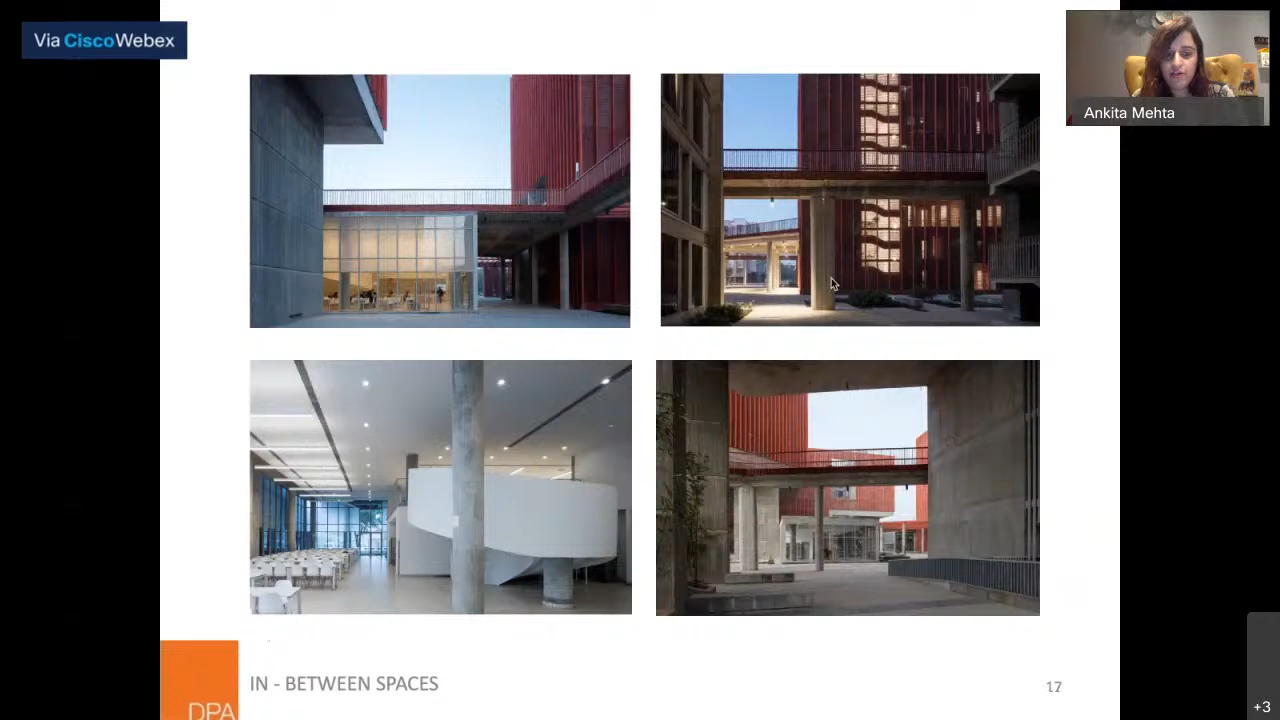 Via CiscoWebex
Ankita Mehta
IN - BETWEEN SPACES
17
DPA
+3